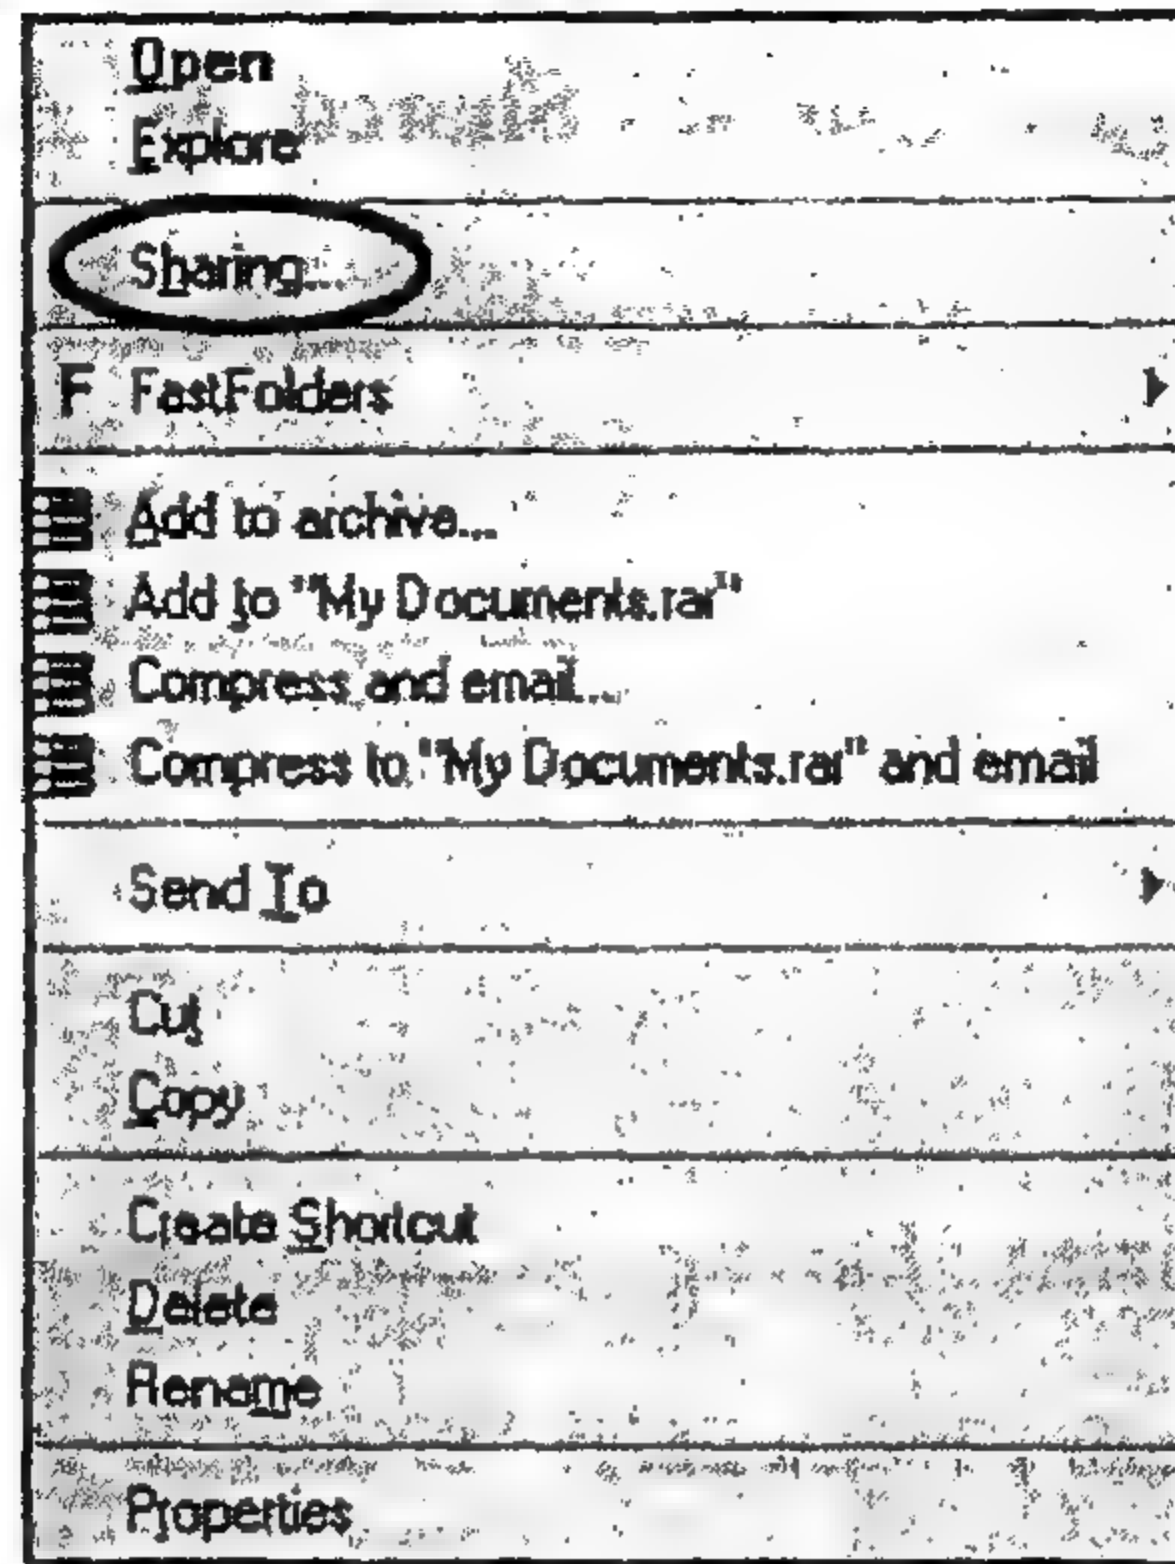 Open
Explore
Sharing...
F FastFolders
Add to archive...
Add to "My Documents.rar"
Compress and email...
Compress to "My Documents.rar" and email
Send To
Cut
Copy
Create Shortcut
Delete
Rename
Properties